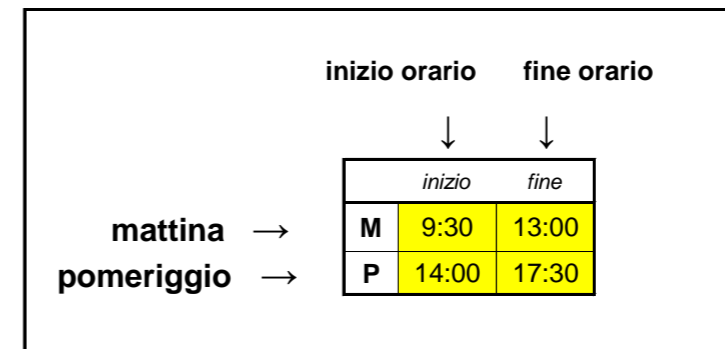 inizio orario fine orario
↓ ↓
inizio fine
mattina → M 9:30 13:00
pomeriggio → P 14:00 17:30